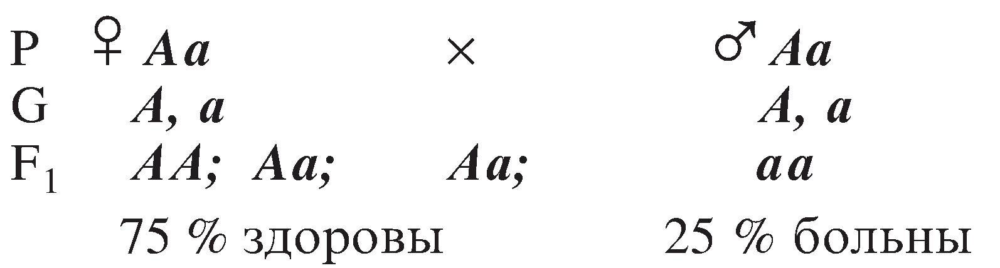 P ♀ Aa × ♂ Aa
G A, a A, a
F₁ AA; Aa; Aa; aa
75 % здоровы 25 % больны